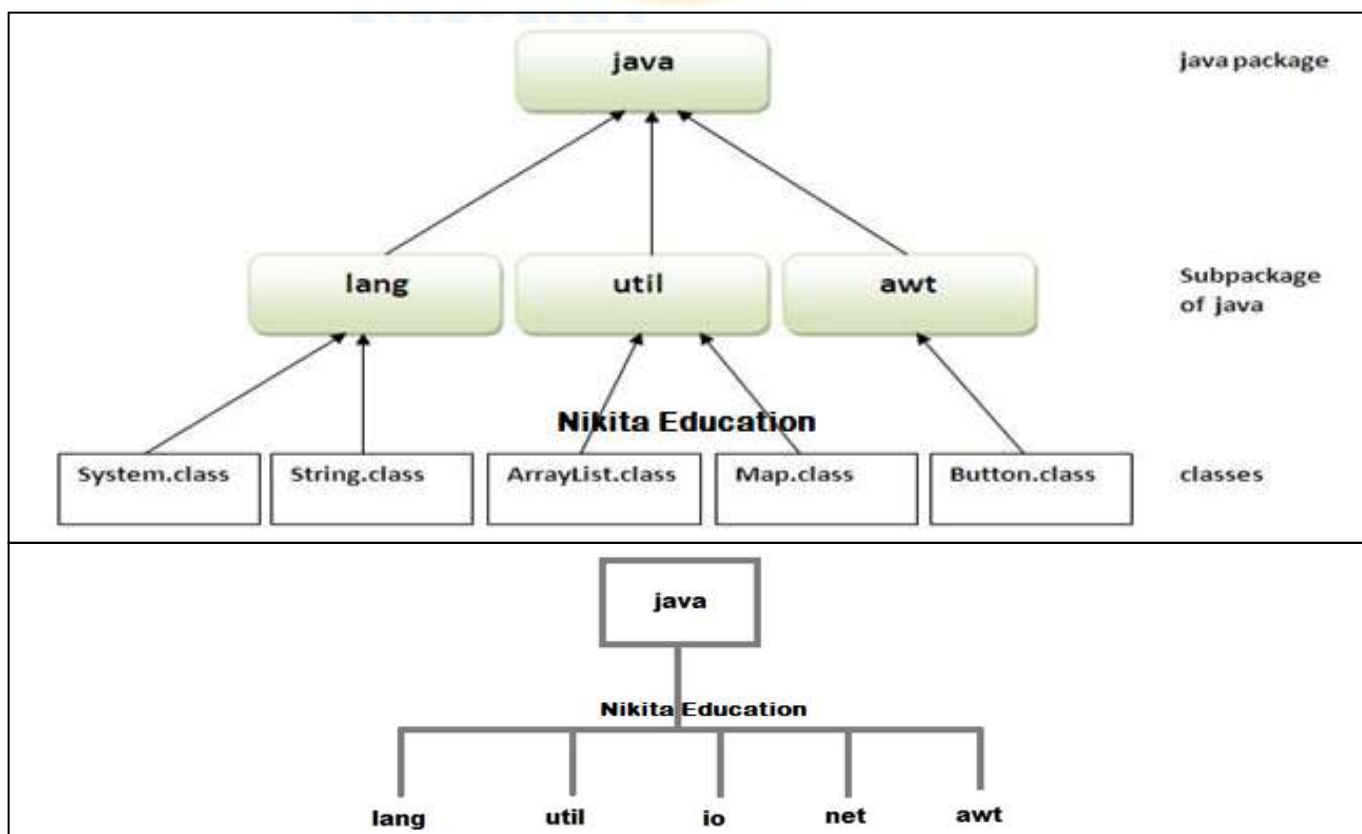 java
java package
lang
util
awt
Subpackage
of java
Nikita Education
System.class
String.class
ArrayList.class
Map.class
Button.class
classes
java
Nikita Education
lang
util
io
net
awt